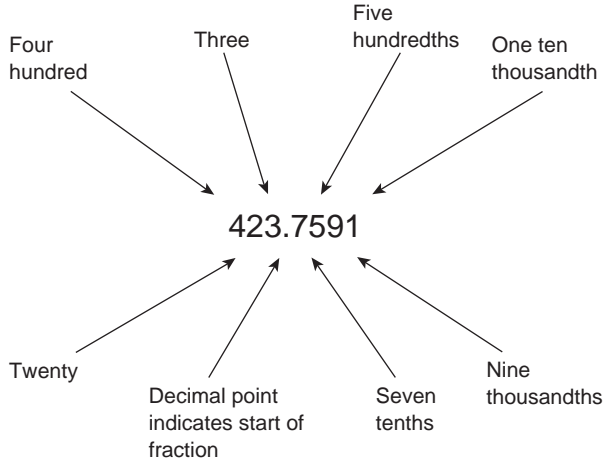 Four
hundred
Three
Five
hundredths
One ten
thousandth
423.7591
Twenty
Decimal point
indicates start of
fraction
Seven
tenths
Nine
thousandths